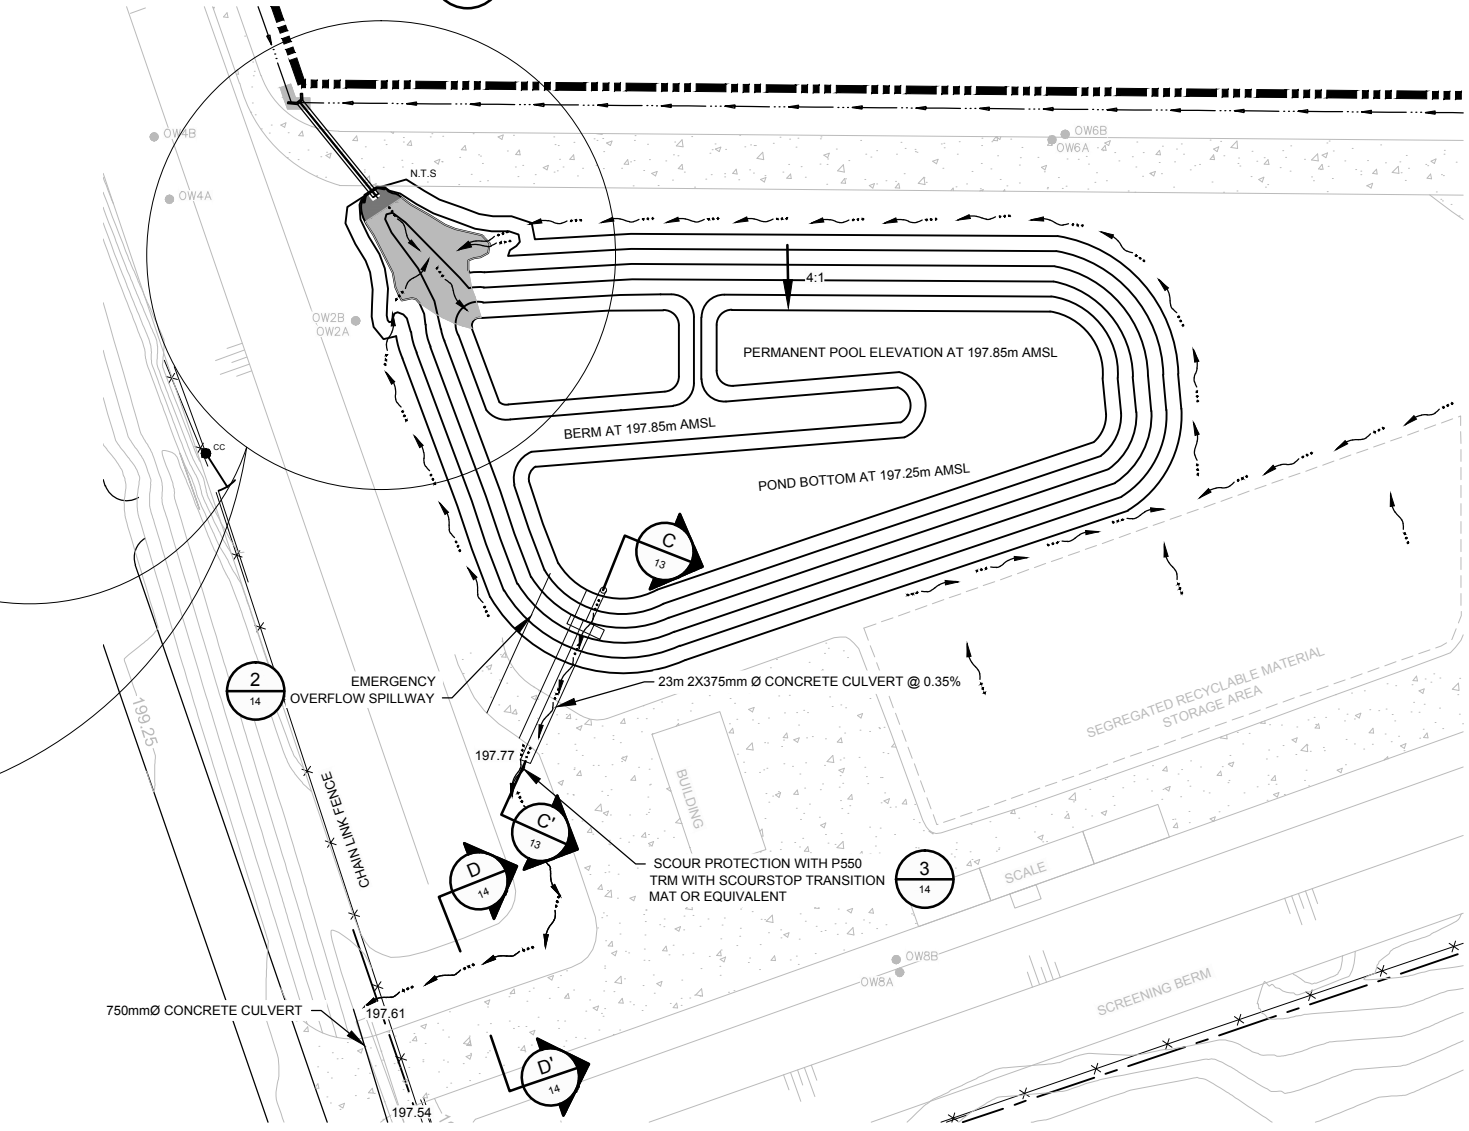 OW4B
OW6B
OW6A
N.T.S
OW4A
4:1
OW2B
OW2A
PERMANENT POOL ELEVATION AT 197.85m AMSL
BERM AT 197.85m AMSL
CC
POND BOTTOM AT 197.25m AMSL
C
13
2
14
EMERGENCY
OVERFLOW SPILLWAY
23m 2X375mm Ø CONCRETE CULVERT @ 0.35%
SEGREGATED RECYCLABLE MATERIAL
STORAGE AREA
199.25
197.77
BUILDING
CHAIN LINK FENCE
C'
13
D
14
SCOUR PROTECTION WITH P550
TRM WITH SCOURSTOP TRANSITION
MAT OR EQUIVALENT
3
14
SCALE
OW8B
OW8A
SCREENING BERM
750mmØ CONCRETE CULVERT
197.61
D'
14
197.54